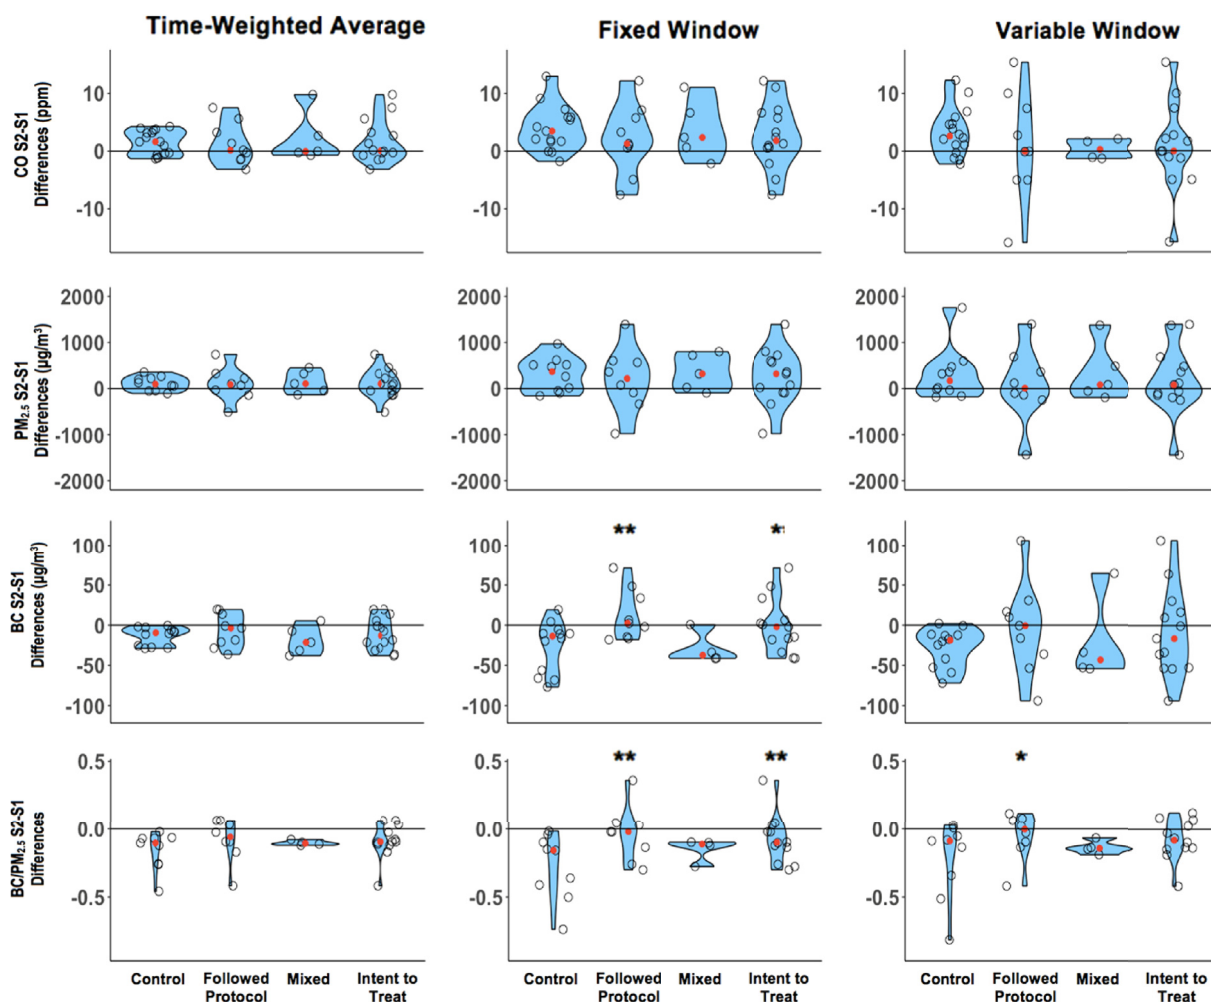 Time-Weighted Average
Fixed Window
Variable Window
CO S2-S1
Differences (ppm)
10
0
-10
10
0
-10
10
0
-10
PM2.5 S2-S1
Differences (µg/m³)
2000
1000
0
-1000
-2000
2000
1000
0
-1000
-2000
2000
1000
0
-1000
-2000
BC S2-S1
Differences (µg/m³)
100
50
0
-50
-100
**
*
100
50
0
-50
-100
100
50
0
-50
-100
BC/PM2.5 S2-S1
Differences
0.5
0.0
-0.5
**
**
0.5
0.0
-0.5
*
0.5
0.0
-0.5
Control
Followed
Protocol
Mixed
Intent to
Treat
Control
Followed
Protocol
Mixed
Intent to
Treat
Control
Followed
Protocol
Mixed
Intent to
Treat